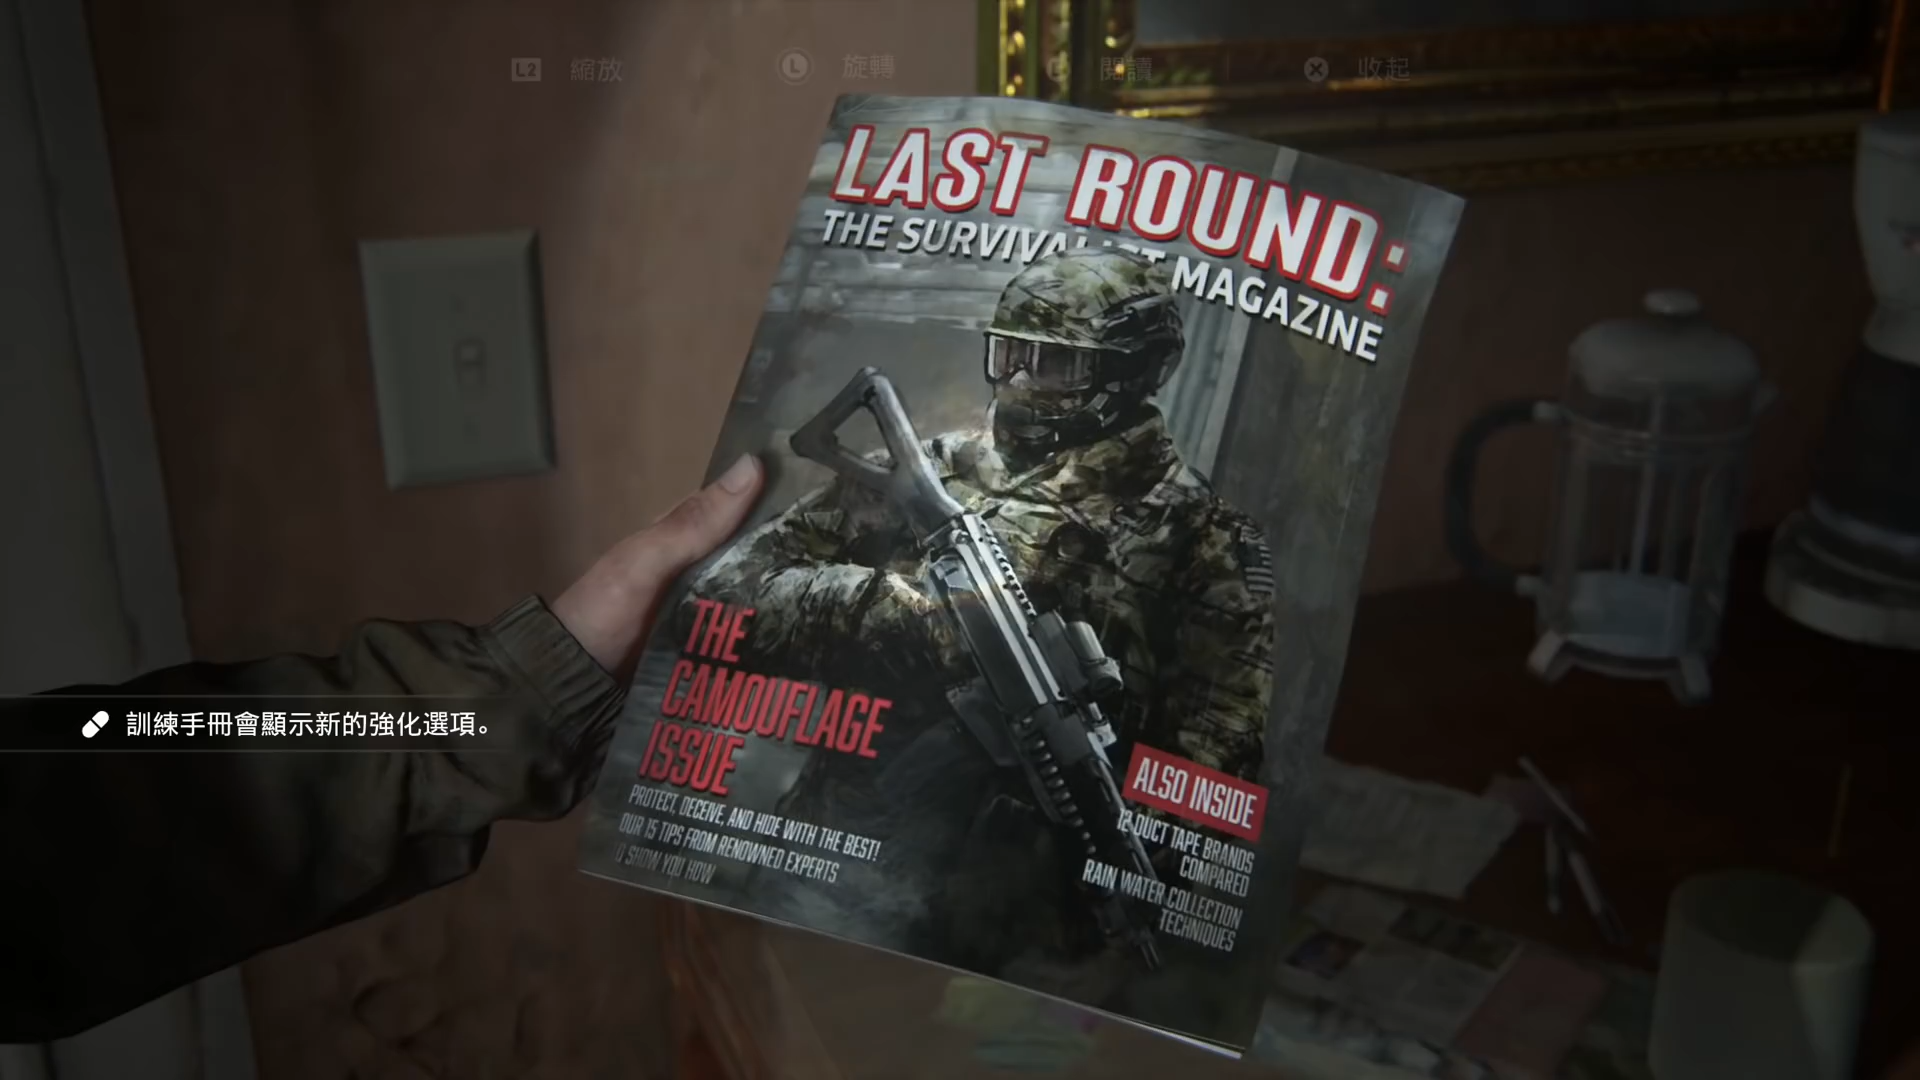 L2 縮放
L 旋轉
閱讀
收起
LAST ROUND:
THE SURVIVALIST MAGAZINE
訓練手冊會顯示新的強化選項。
THE
CAMOUFLAGE
ISSUE
PROTECT, DECEIVE, AND HIDE WITH THE BEST!
OUR 15 TIPS FROM RENOWNED EXPERTS
TO SHOW YOU HOW
ALSO INSIDE
12 DUCT TAPE BRANDS
COMPARED
RAIN WATER COLLECTION
TECHNIQUES